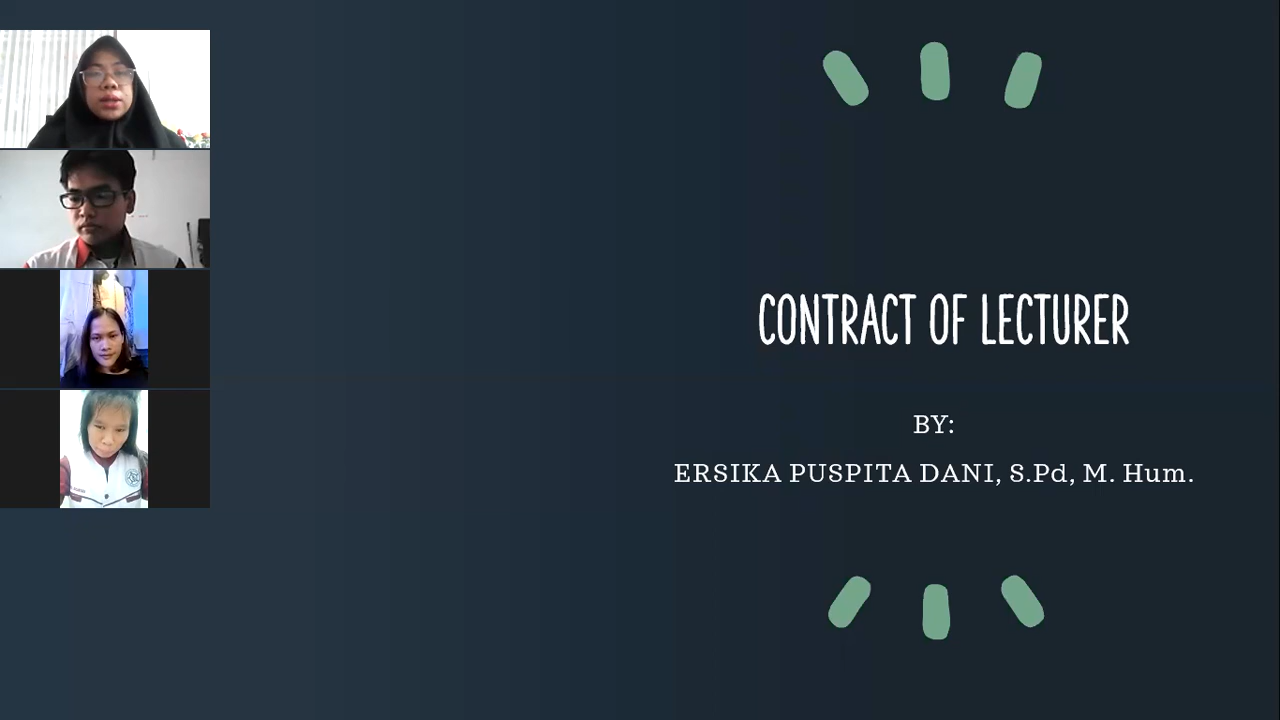 CONTRACT OF LECTURER
BY:
ERSIKA PUSPITA DANI, S.Pd, M. Hum.